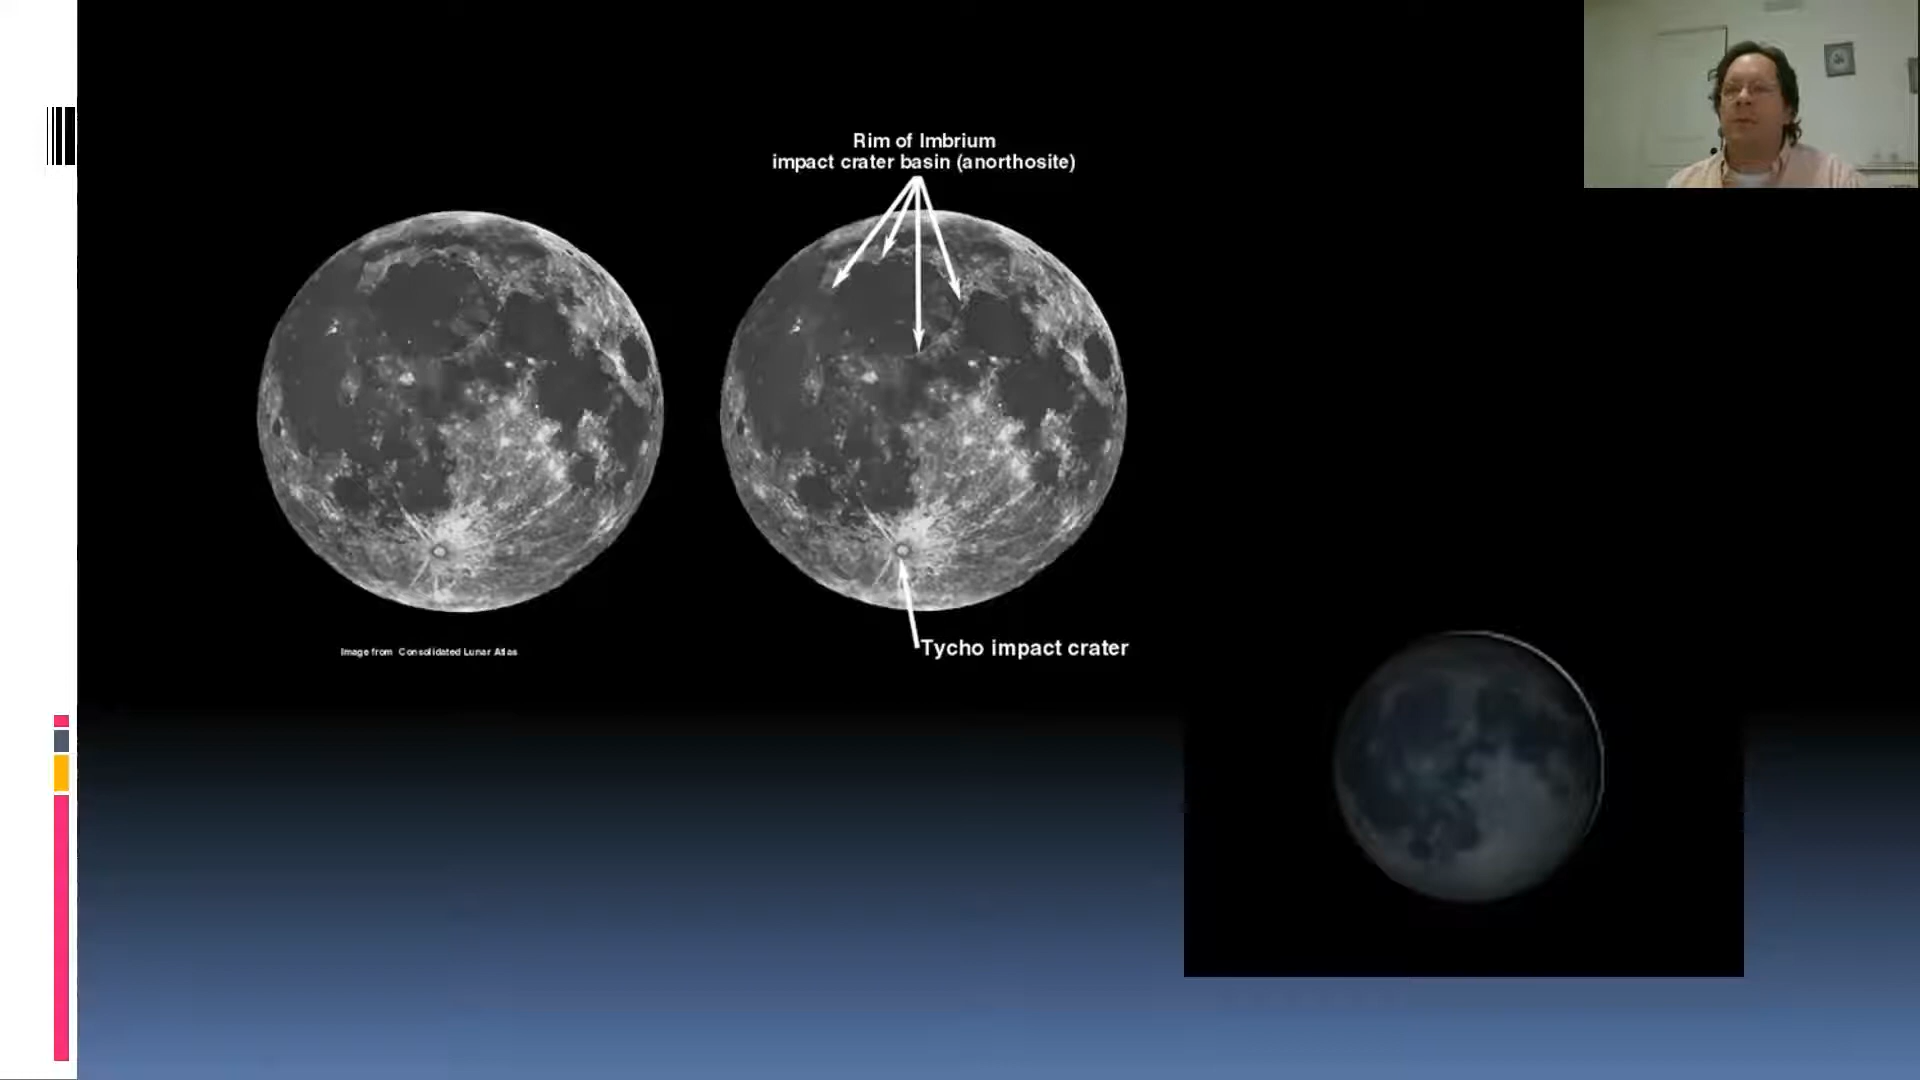 Rim of Imbrium
impact crater basin (anorthosite)
Image from Consolidated Lunar Atlas
Tycho impact crater